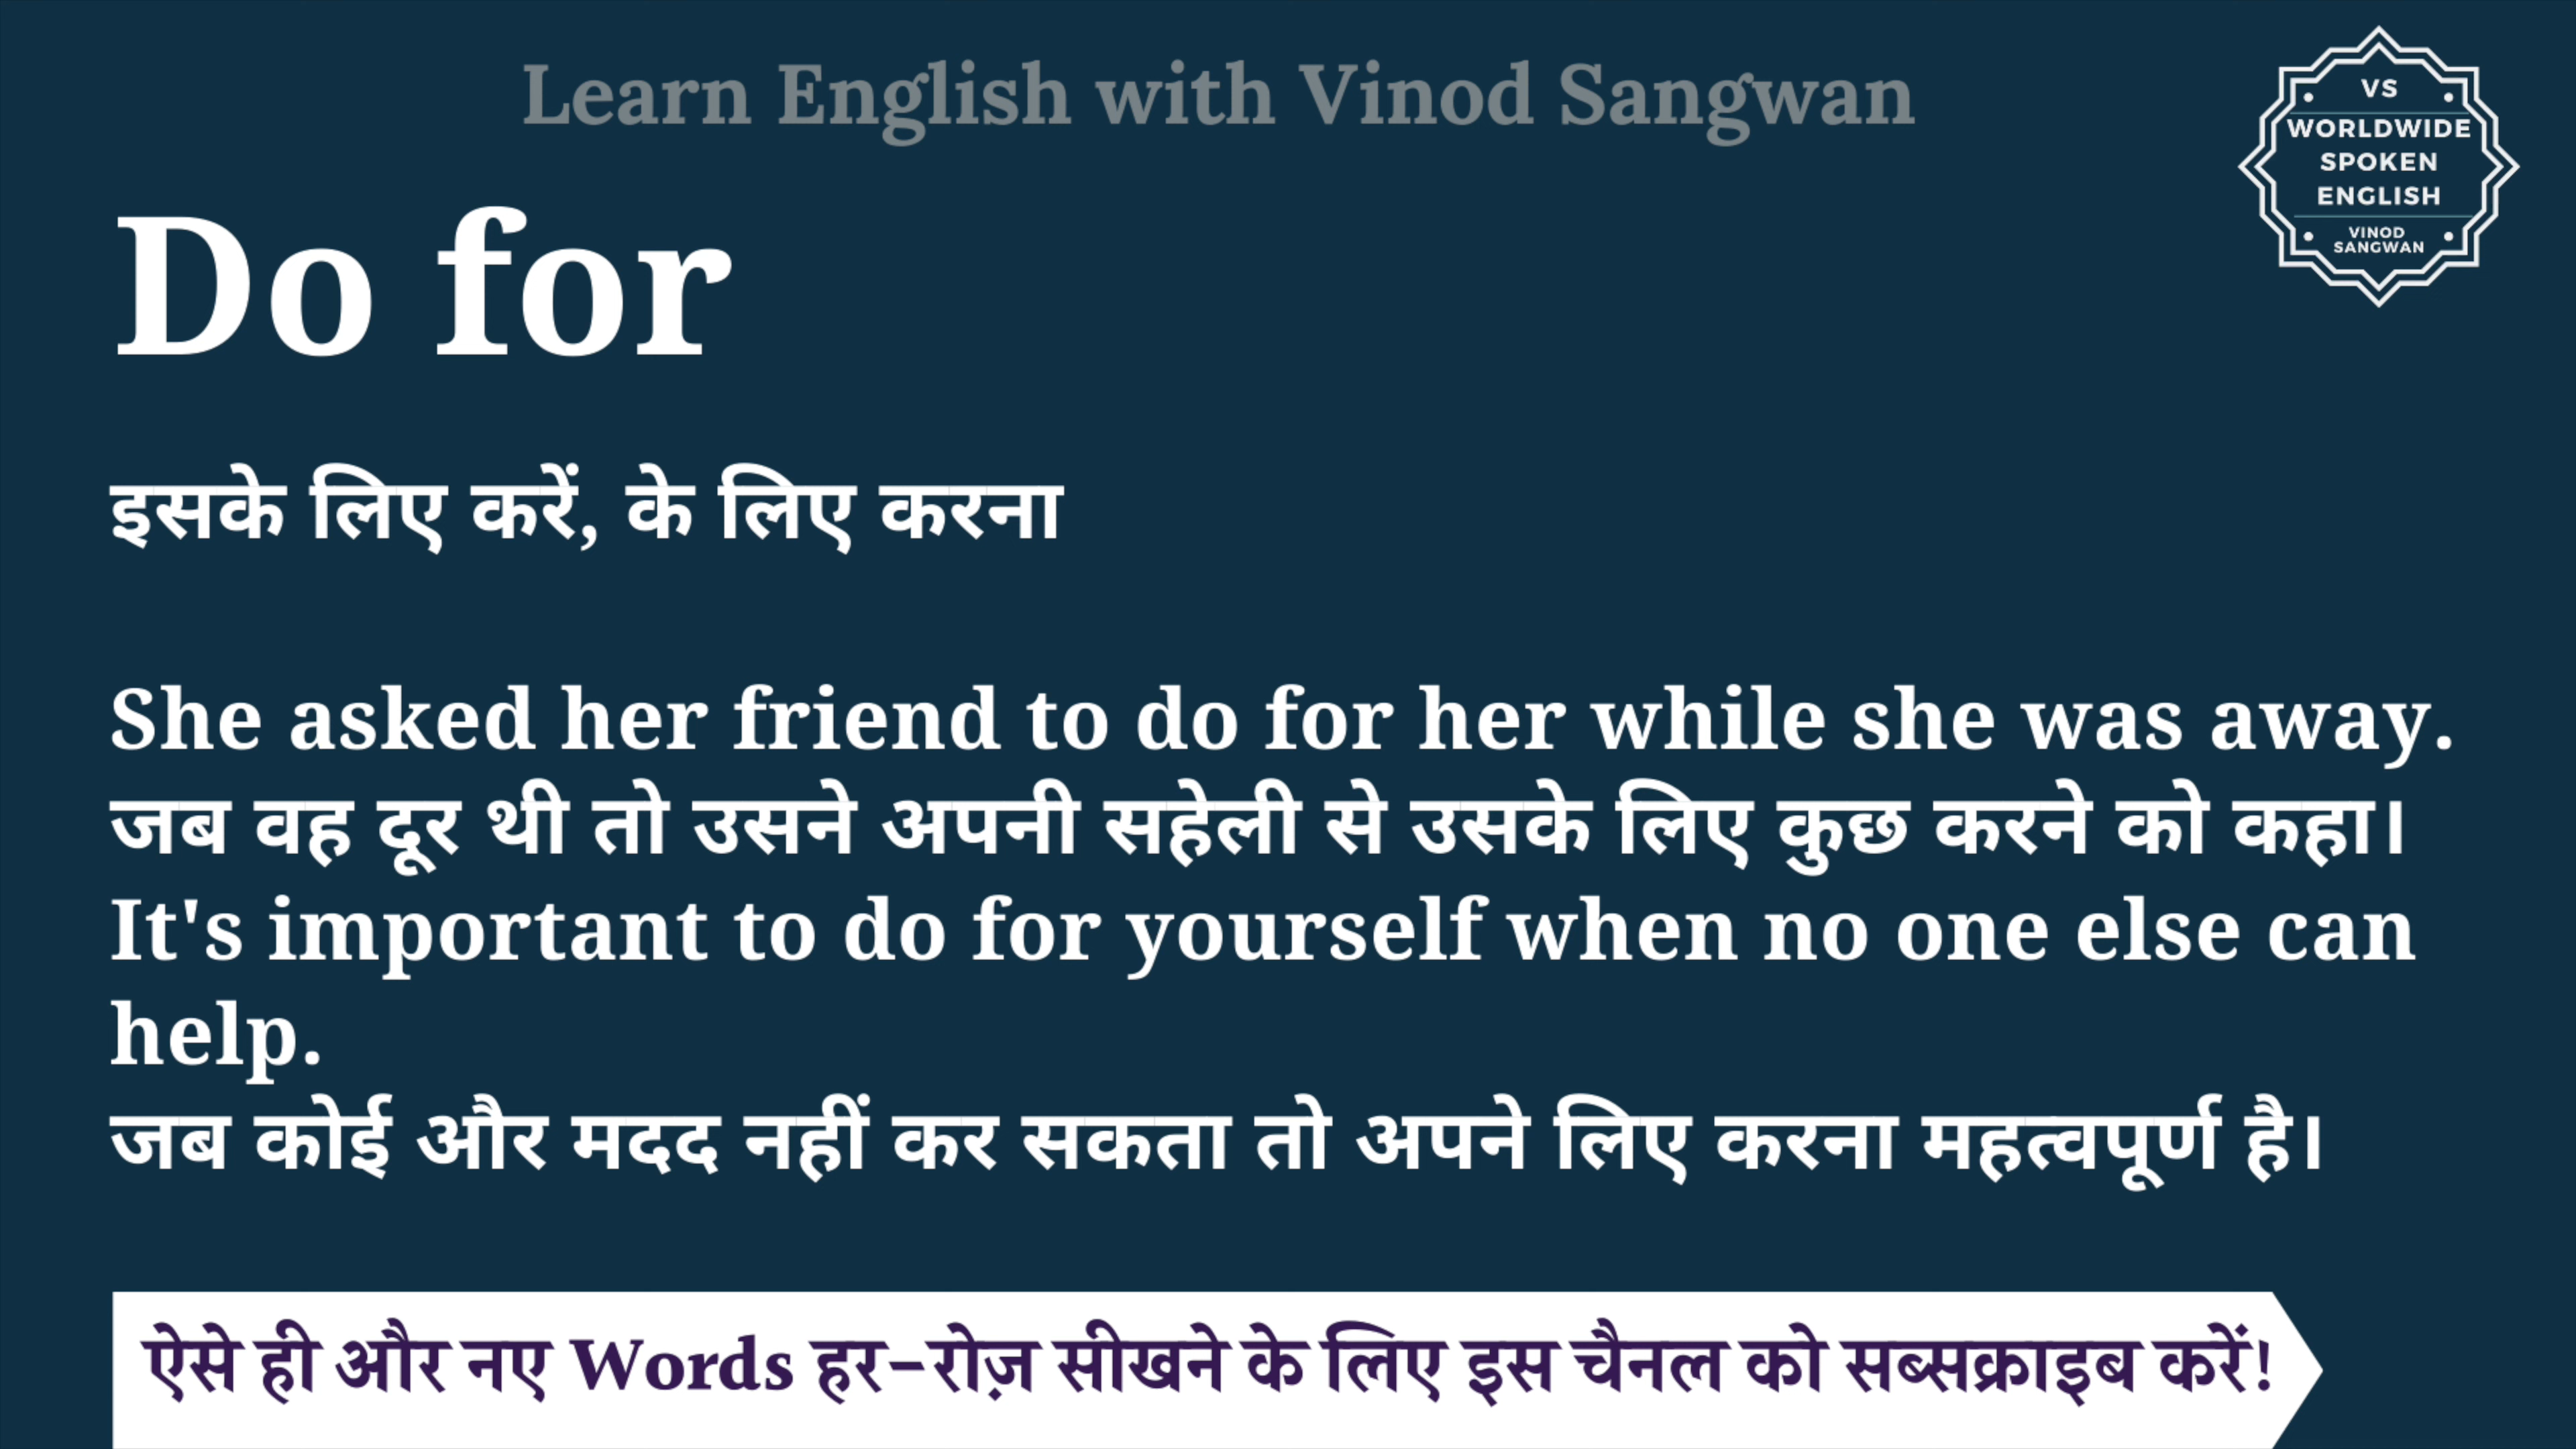 Learn English with Vinod Sangwan
VS
WORLDWIDE
SPOKEN
ENGLISH
VINOD
SANGWAN
Do for
इसके लिए करें, के लिए करना
She asked her friend to do for her while she was away.
जब वह दूर थी तो उसने अपनी सहेली से उसके लिए कुछ करने को कहा।
It's important to do for yourself when no one else can
help.
जब कोई और मदद नहीं कर सकता तो अपने लिए करना महत्वपूर्ण है।
ऐसे ही और नए Words हर-रोज़ सीखने के लिए इस चैनल को सब्सक्राइब करें!